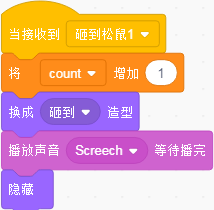 当接收到 砸到松鼠1
将 count 增加 1
换成 砸到 造型
播放声音 Screech 等待播完
隐藏